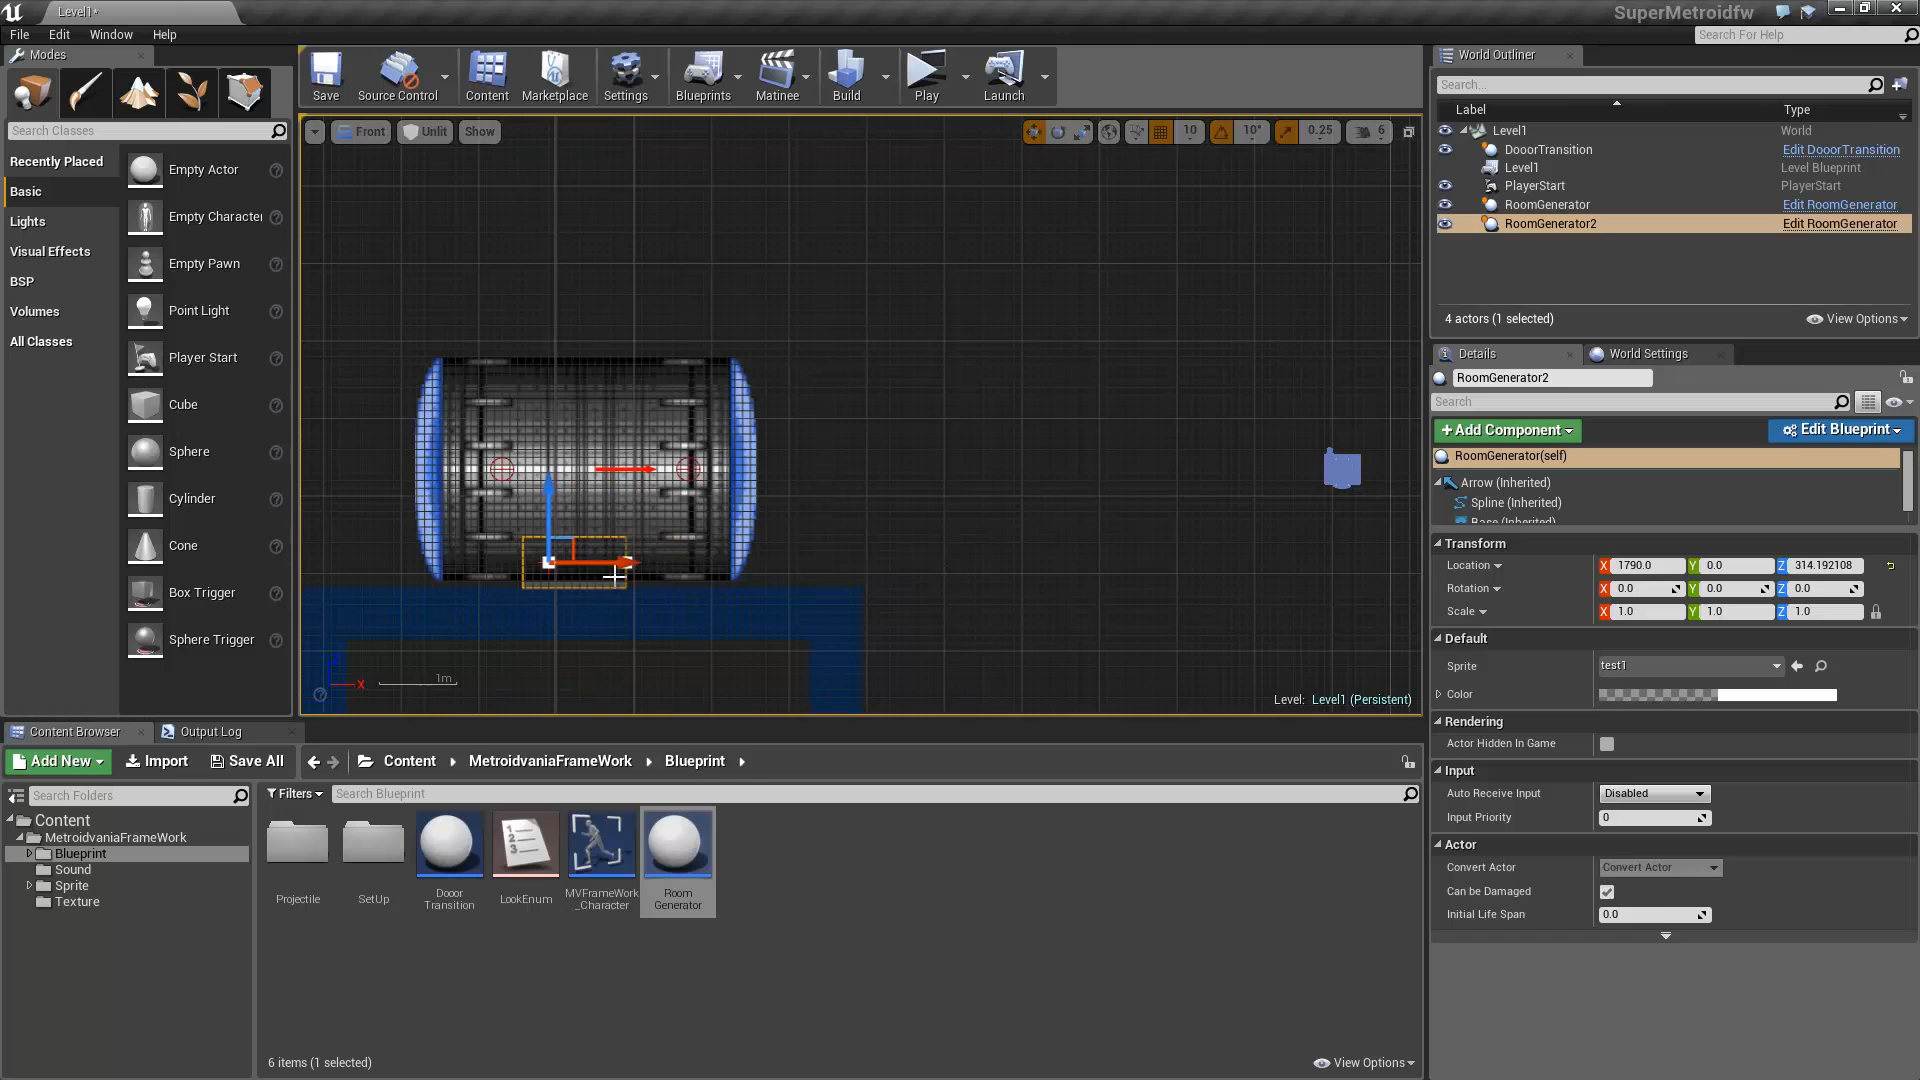 Level1*
SuperMetroidfw
File Edit Window Help
Search For Help
Modes
World Outliner
Save
Source Control
Content
Marketplace
Settings
Blueprints
Matinee
Build
Play
Launch
Search Classes
Recently Placed
Basic
Lights
Visual Effects
BSP
Volumes
All Classes
Empty Actor
Empty Character
Empty Pawn
Point Light
Player Start
Cube
Sphere
Cylinder
Cone
Box Trigger
Sphere Trigger
Front Unlit Show
10 10° 0.25 6
X
1m
Level: Level1 (Persistent)
Search...
Label Type
Level1 World
DooorTransition Edit DooorTransition
Level1 Level Blueprint
PlayerStart PlayerStart
RoomGenerator Edit RoomGenerator
RoomGenerator2 Edit RoomGenerator
4 actors (1 selected)
View Options
Details
World Settings
RoomGenerator2
Search
+Add Component
Edit Blueprint
RoomGenerator(self)
Arrow (Inherited)
Spline (Inherited)
Base (Inherited)
Transform
Location X 1790.0 Y 0.0 Z 314.192108
Rotation X 0.0 Y 0.0 Z 0.0
Scale X 1.0 Y 1.0 Z 1.0
Default
Sprite test1
Color
Rendering
Actor Hidden In Game
Input
Auto Receive Input Disabled
Input Priority 0
Actor
Convert Actor Convert Actor
Can be Damaged
Initial Life Span 0.0
Content Browser
Output Log
Add New Import Save All
Content MetroidvaniaFrameWork Blueprint
Search Folders
Filters Search Blueprint
Content
MetroidvaniaFrameWork
Blueprint
Sound
Sprite
Texture
Projectile
SetUp
Dooor
Transition
LookEnum
MVFrameWork
_Character
Room
Generator
6 items (1 selected)
View Options